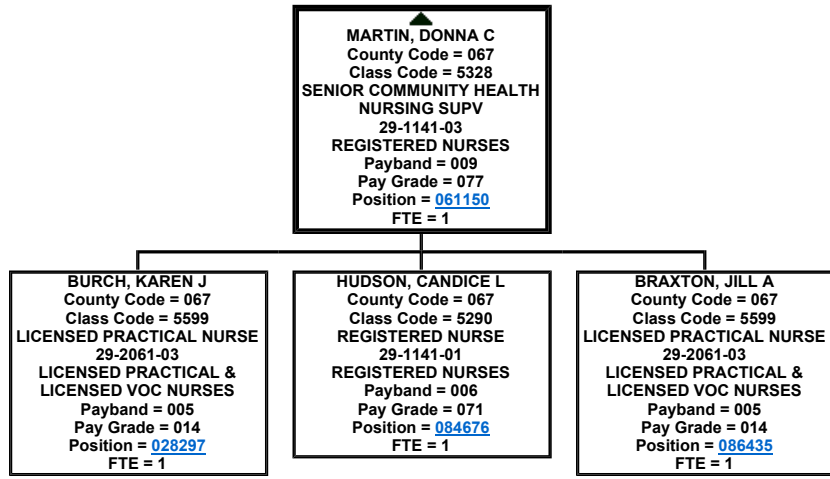 MARTIN, DONNA C
County Code = 067
Class Code = 5328
SENIOR COMMUNITY HEALTH
NURSING SUPV
29-1141-03
REGISTERED NURSES
Payband = 009
Pay Grade = 077
Position = 061150
FTE = 1
BURCH, KAREN J
County Code = 067
Class Code = 5599
LICENSED PRACTICAL NURSE
29-2061-03
LICENSED PRACTICAL &
LICENSED VOC NURSES
Payband = 005
Pay Grade = 014
Position = 028297
FTE = 1
HUDSON, CANDICE L
County Code = 067
Class Code = 5290
REGISTERED NURSE
29-1141-01
REGISTERED NURSES
Payband = 006
Pay Grade = 071
Position = 084676
FTE = 1
BRAXTON, JILL A
County Code = 067
Class Code = 5599
LICENSED PRACTICAL NURSE
29-2061-03
LICENSED PRACTICAL &
LICENSED VOC NURSES
Payband = 005
Pay Grade = 014
Position = 086435
FTE = 1